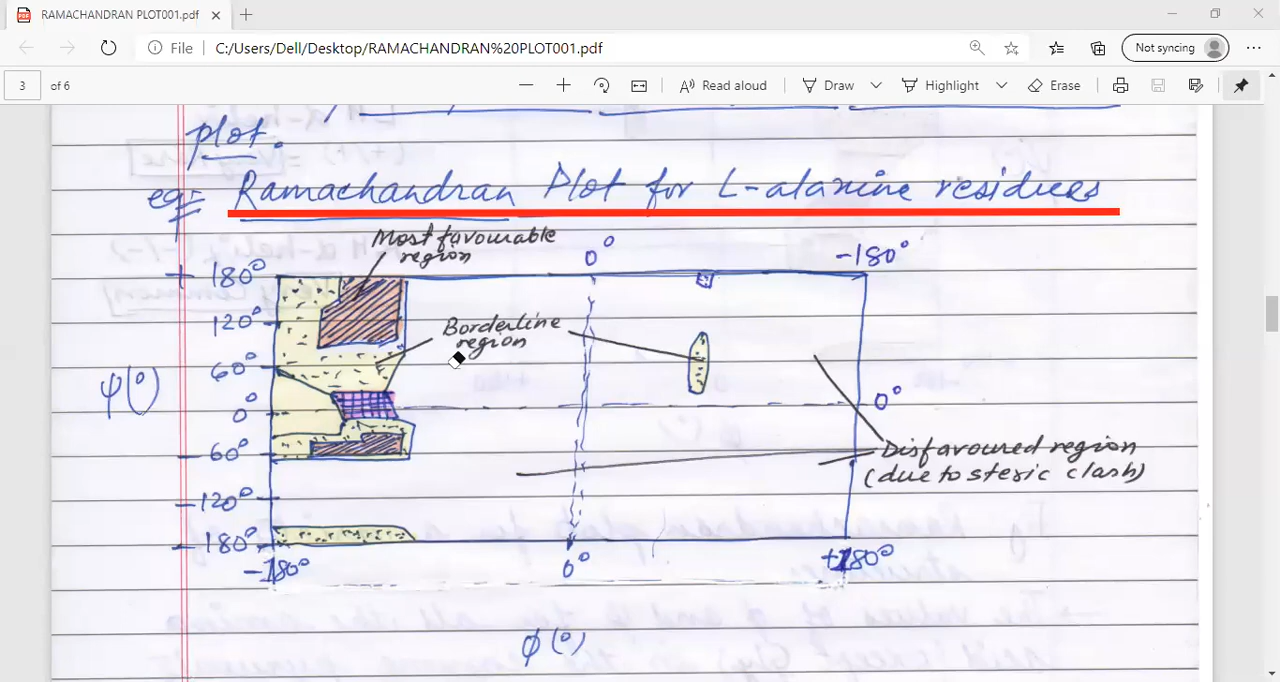 RAMACHANDRAN PLOT001.pdf
File
C:/Users/Dell/Desktop/RAMACHANDRAN%20PLOT001.pdf
Not syncing
3 of 6
A Read aloud
Draw
Highlight
Erase
plot.
eg:- Ramachandran Plot for L-alanine residues
Most favourable
region
0°
-180°
+ 180°
120°
60°
0°
- 60°
-120°
- 180°
ψ(°)
Borderline
region
0°
Disfavoured region
(due to steric clash)
-180°
0°
+180°
ϕ(°)